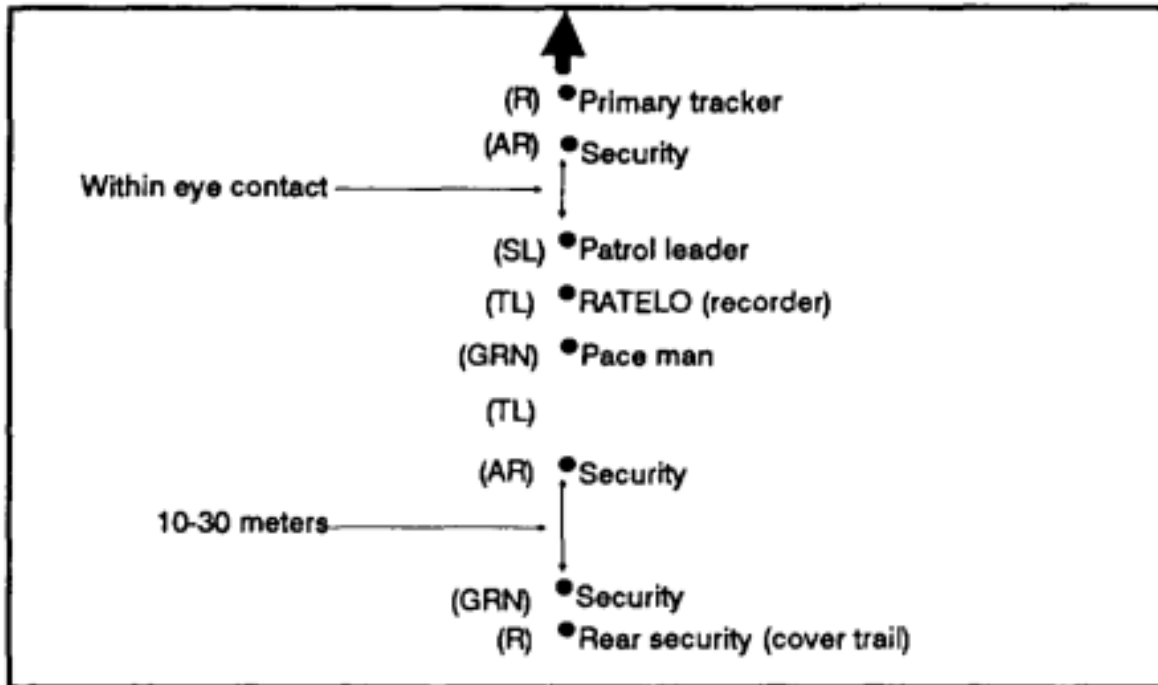 (R) Primary tracker
(AR) Security
Within eye contact
(SL) Patrol leader
(TL) RATELO (recorder)
(GRN) Pace man
(TL)
(AR) Security
10-30 meters
(GRN) Security
(R) Rear security (cover trail)